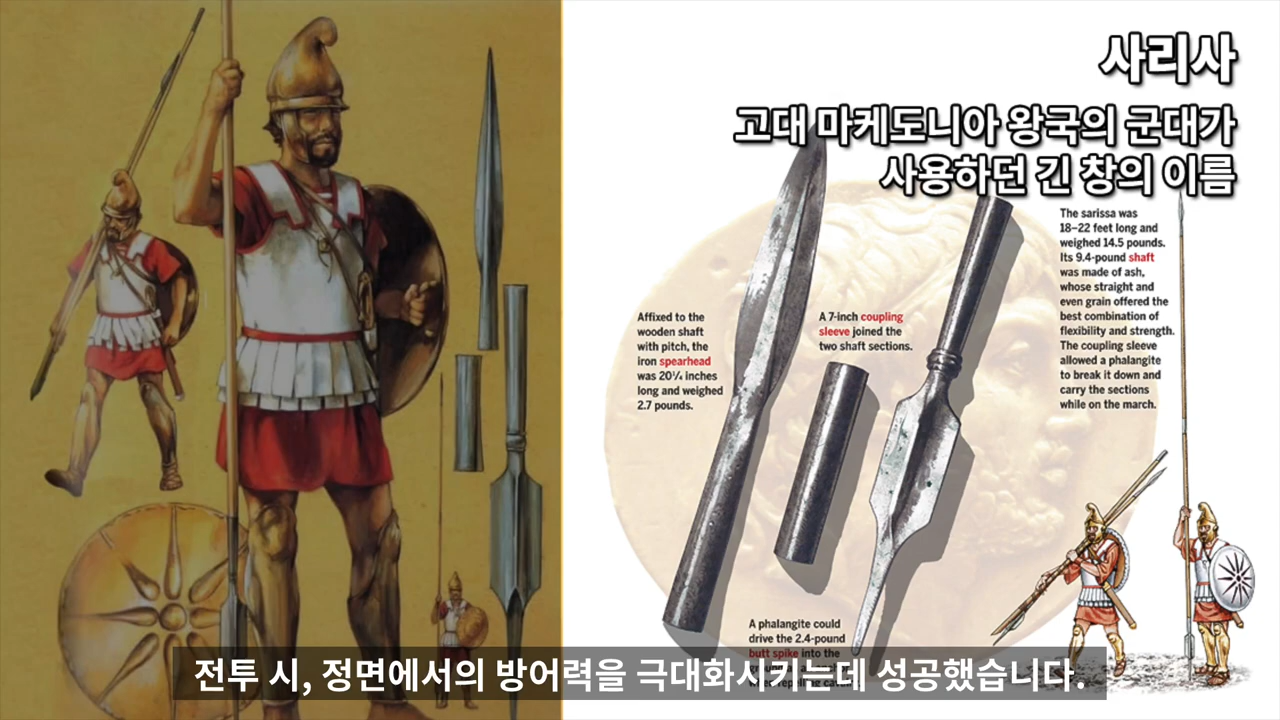 사리사
고대 마케도니아 왕국의 군대가
사용하던 긴 창의 이름
The sarissa was
18–22 feet long and
weighed 14.5 pounds.
Its 9.4-pound shaft
was made of ash,
whose straight and
even grain offered the
best combination of
flexibility and strength.
The coupling sleeve
allowed a phalangite
to break it down and
carry the sections
while on the march.
Affixed to the
wooden shaft
with pitch, the
iron spearhead
was 20¼ inches
long and weighed
2.7 pounds.
A 7-inch coupling
sleeve joined the
two shaft sections.
A phalangite could
drive the 2.4-pound
butt spike into the
전투 시, 정면에서의 방어력을 극대화시키는데 성공했습니다.